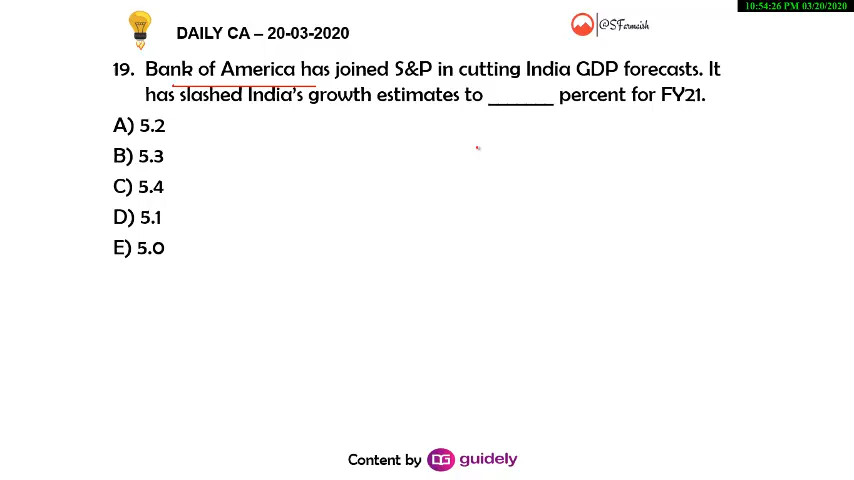 10:54:26 PM 03/20/2020
DAILY CA – 20-03-2020
@SFarmaish
19. Bank of America has joined S&P in cutting India GDP forecasts. It
has slashed India's growth estimates to _______ percent for FY21.
A) 5.2
B) 5.3
C) 5.4
D) 5.1
E) 5.0
Content by DG guidely